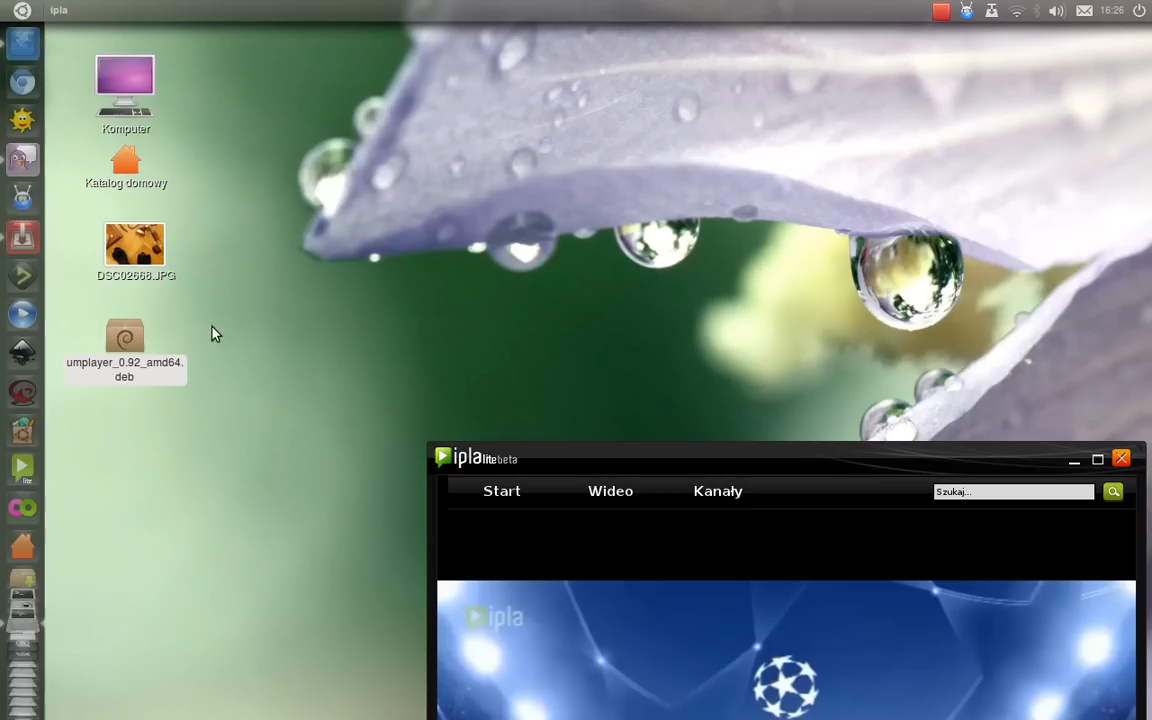 ipla
16:26
Komputer
Katalog domowy
DSC02668.JPG
umplayer_0.92_amd64.
deb
ipla lite beta
Start Wideo Kanały
Szukaj...
ipla
lite